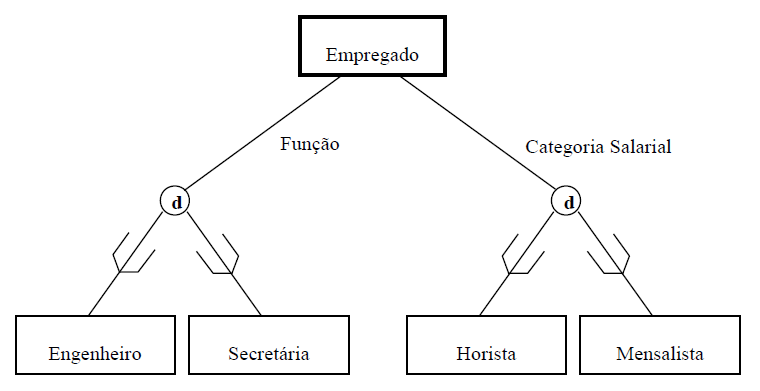 Empregado
Função
Categoria Salarial
d
d
Engenheiro
Secretária
Horista
Mensalista